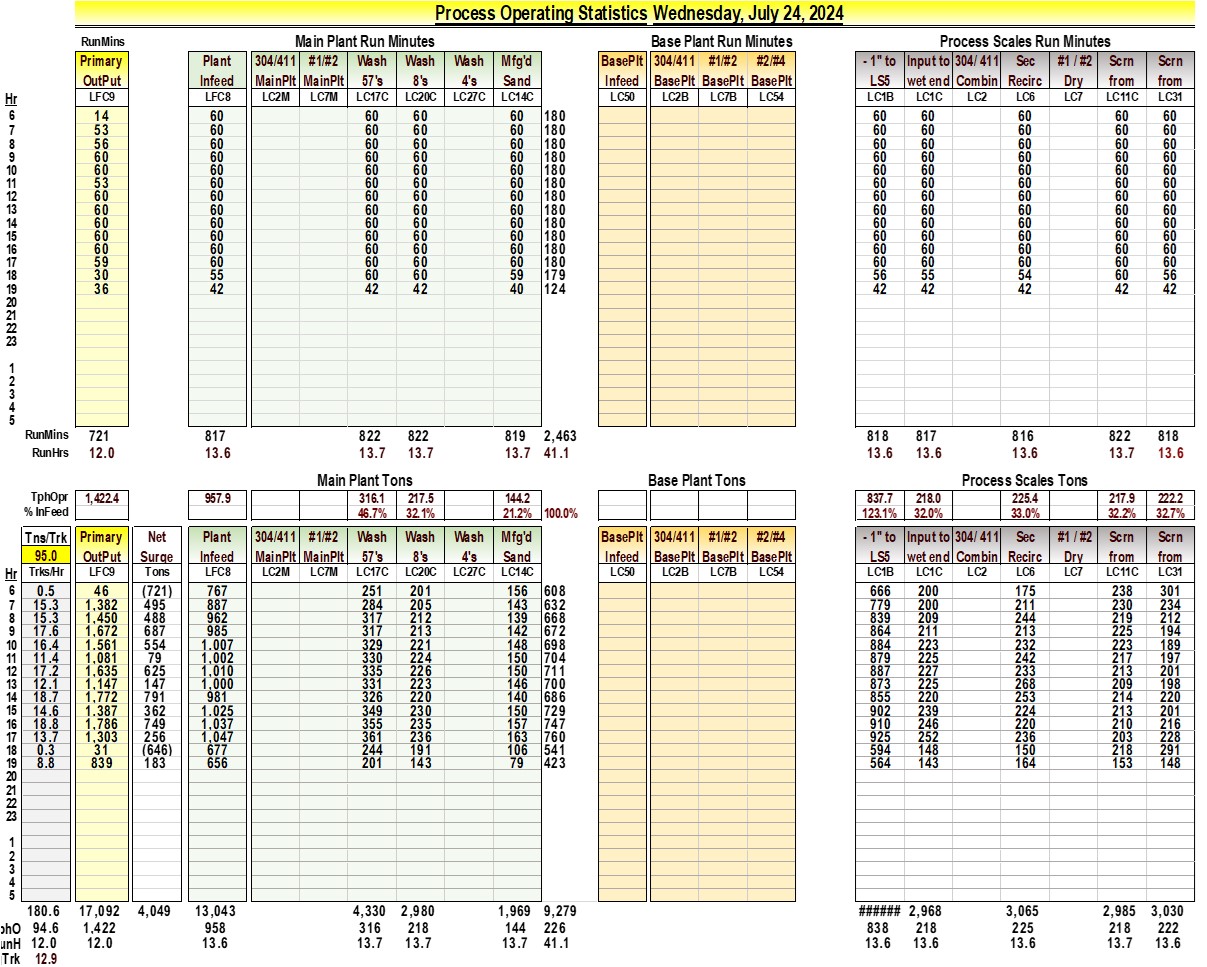 Process Operating Statistics Wednesday, July 24, 2024
RunMins Main Plant Run Minutes Base Plant Run Minutes Process Scales Run Minutes
Primary Plant 304/411 #1/#2 Wash Wash Wash Mfg'd BasePlt 304/411 #1/#2 #2/#4 - 1" to Input to 304/ 411 Sec #1 / #2 Scrn Scrn
OutPut Infeed MainPlt MainPlt 57's 8's 4's Sand Infeed BasePlt BasePlt BasePlt LS5 wet end Combin Recirc Dry from from
Hr LFC9 LFC8 LC2M LC7M LC17C LC20C LC27C LC14C LC50 LC2B LC7B LC54 LC1B LC1C LC2 LC6 LC7 LC11C LC31
6 14 60 60 60 60 180 60 60 60 60 60
7 53 60 60 60 60 180 60 60 60 60 60
8 56 60 60 60 60 180 60 60 60 60 60
9 60 60 60 60 60 180 60 60 60 60 60
10 60 60 60 60 60 180 60 60 60 60 60
11 53 60 60 60 60 180 60 60 60 60 60
12 60 60 60 60 60 180 60 60 60 60 60
13 60 60 60 60 60 180 60 60 60 60 60
14 60 60 60 60 60 180 60 60 60 60 60
15 60 60 60 60 60 180 60 60 60 60 60
16 60 60 60 60 60 180 60 60 60 60 60
17 59 60 60 60 60 180 60 60 60 60 60
18 30 55 60 60 59 179 56 55 54 60 56
19 36 42 42 42 40 124 42 42 42 42 42
20
21
22
23
1
2
3
4
5
RunMins 721 817 822 822 819 2,463 818 817 816 822 818
RunHrs 12.0 13.6 13.7 13.7 13.7 41.1 13.6 13.6 13.6 13.7 13.6
Main Plant Tons Base Plant Tons Process Scales Tons
TphOpr 1,422.4 957.9 316.1 217.5 144.2 837.7 218.0 225.4 217.9 222.2
% InFeed 46.7% 32.1% 21.2% 100.0% 123.1% 32.0% 33.0% 32.2% 32.7%
Tns/Trk Primary Net Plant 304/411 #1/#2 Wash Wash Wash Mfg'd BasePlt 304/411 #1/#2 #2/#4 - 1" to Input to 304/ 411 Sec #1 / #2 Scrn Scrn
95.0 OutPut Surge Infeed MainPlt MainPlt 57's 8's 4's Sand Infeed BasePlt BasePlt BasePlt LS5 wet end Combin Recirc Dry from from
Hr Trks/Hr LFC9 Tons LFC8 LC2M LC7M LC17C LC20C LC27C LC14C LC50 LC2B LC7B LC54 LC1B LC1C LC2 LC6 LC7 LC11C LC31
6 0.5 46 (721) 767 251 201 156 608 666 200 175 238 301
7 15.3 1,382 495 887 284 205 143 632 779 200 211 230 234
8 15.3 1,450 488 962 317 212 139 668 839 209 244 219 212
9 17.6 1,672 687 985 317 213 142 672 864 211 213 225 194
10 16.4 1,561 554 1,007 329 221 148 698 884 223 232 223 189
11 11.4 1,081 79 1,002 330 224 150 704 879 225 242 217 197
12 17.2 1,635 625 1,010 335 226 150 711 887 227 233 213 201
13 12.1 1,147 147 1,000 331 223 146 700 873 225 268 209 198
14 18.7 1,772 791 981 326 220 140 686 855 220 253 214 220
15 14.6 1,387 362 1,025 349 230 150 729 902 239 224 213 201
16 18.8 1,786 749 1,037 355 235 157 747 910 246 220 210 216
17 13.7 1,303 256 1,047 361 236 163 760 925 252 236 203 228
18 0.3 31 (646) 677 244 191 106 541 594 148 150 218 291
19 8.8 839 183 656 201 143 79 423 564 143 164 153 148
20
21
22
23
1
2
3
4
5
180.6 17,092 4,049 13,043 4,330 2,980 1,969 9,279 ###### 2,968 3,065 2,985 3,030
phO 94.6 1,422 958 316 218 144 226 838 218 225 218 222
unH 12.0 12.0 13.6 13.7 13.7 13.7 41.1 13.6 13.6 13.6 13.7 13.6
Trk 12.9